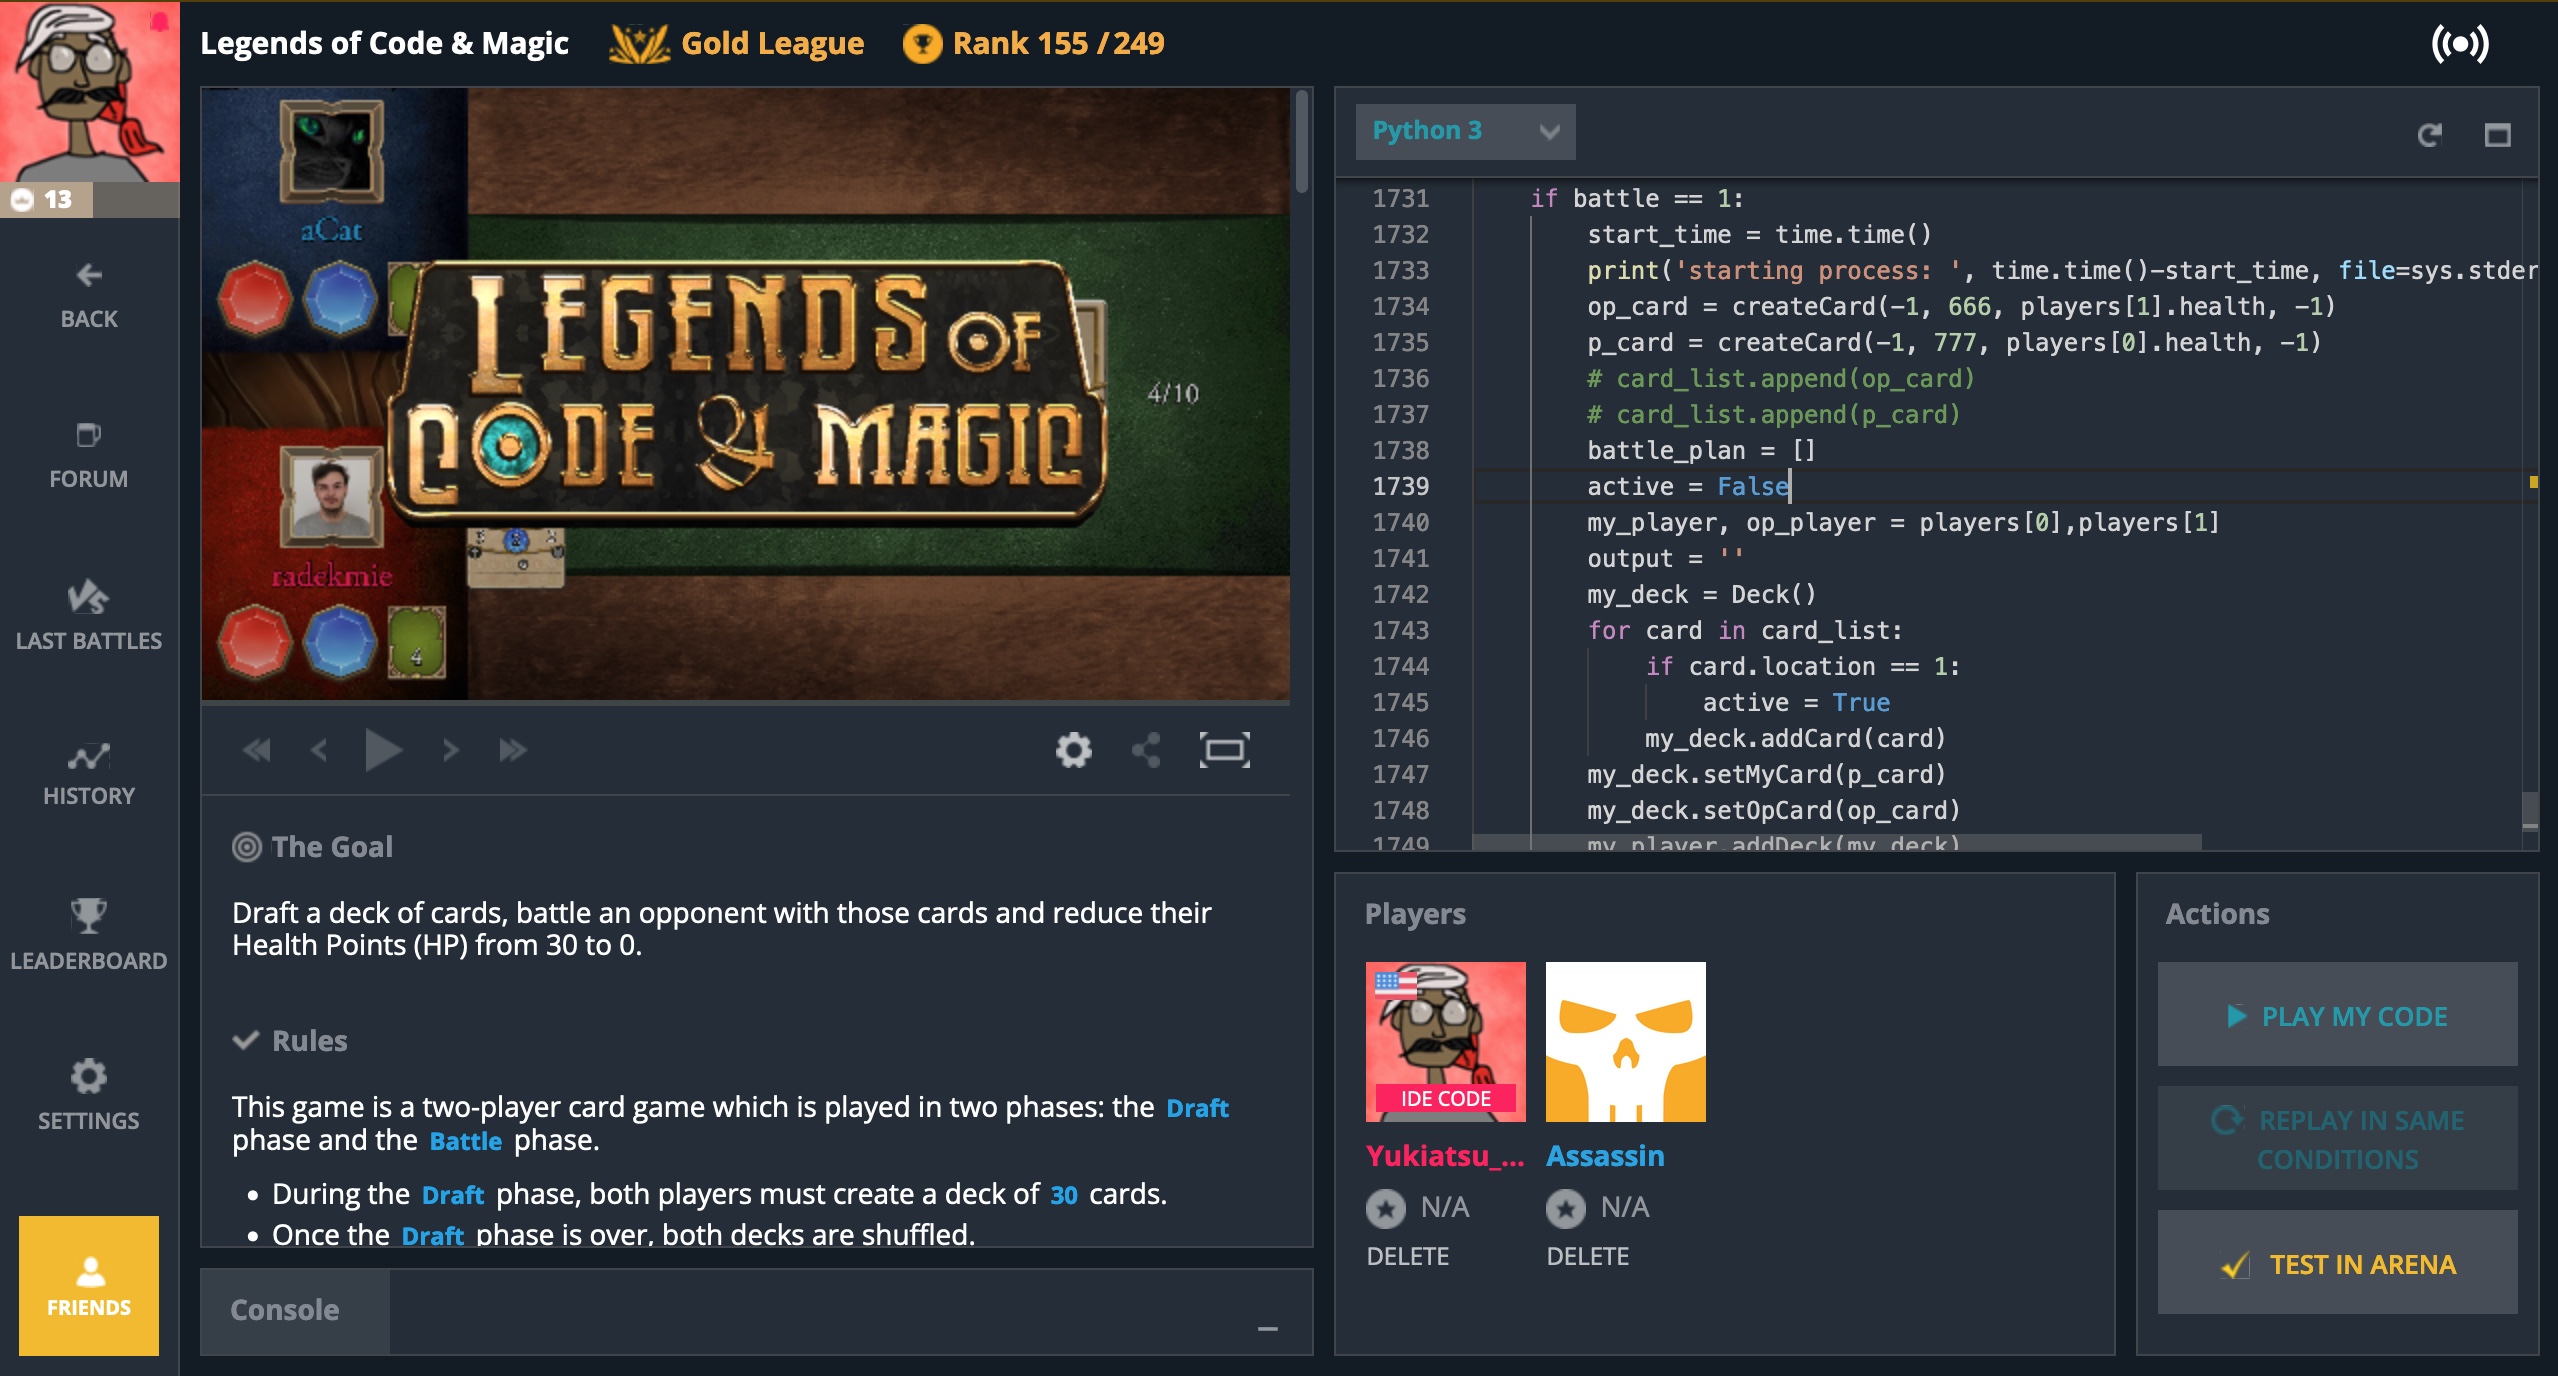 Legends of Code & Magic
Gold League
Rank 155 / 249
13
BACK
FORUM
LAST BATTLES
HISTORY
LEADERBOARD
SETTINGS
FRIENDS
aCat
LEGENDS OF
CODE & MAGIC
4/10
radekmie
4
The Goal
Draft a deck of cards, battle an opponent with those cards and reduce their
Health Points (HP) from 30 to 0.
Rules
This game is a two-player card game which is played in two phases: the Draft
phase and the Battle phase.
• During the Draft phase, both players must create a deck of 30 cards.
• Once the Draft phase is over, both decks are shuffled.
Console
Python 3
1731 if battle == 1:
1732 start_time = time.time()
1733 print('starting process: ', time.time()-start_time, file=sys.stder
1734 op_card = createCard(-1, 666, players[1].health, -1)
1735 p_card = createCard(-1, 777, players[0].health, -1)
1736 # card_list.append(op_card)
1737 # card_list.append(p_card)
1738 battle_plan = []
1739 active = False
1740 my_player, op_player = players[0],players[1]
1741 output = ''
1742 my_deck = Deck()
1743 for card in card_list:
1744 if card.location == 1:
1745 active = True
1746 my_deck.addCard(card)
1747 my_deck.setMyCard(p_card)
1748 my_deck.setOpCard(op_card)
1749 my_player.addDeck(my_deck)
Players
IDE CODE
Yukiatsu_...
N/A
DELETE
Assassin
N/A
DELETE
Actions
PLAY MY CODE
REPLAY IN SAME
CONDITIONS
TEST IN ARENA